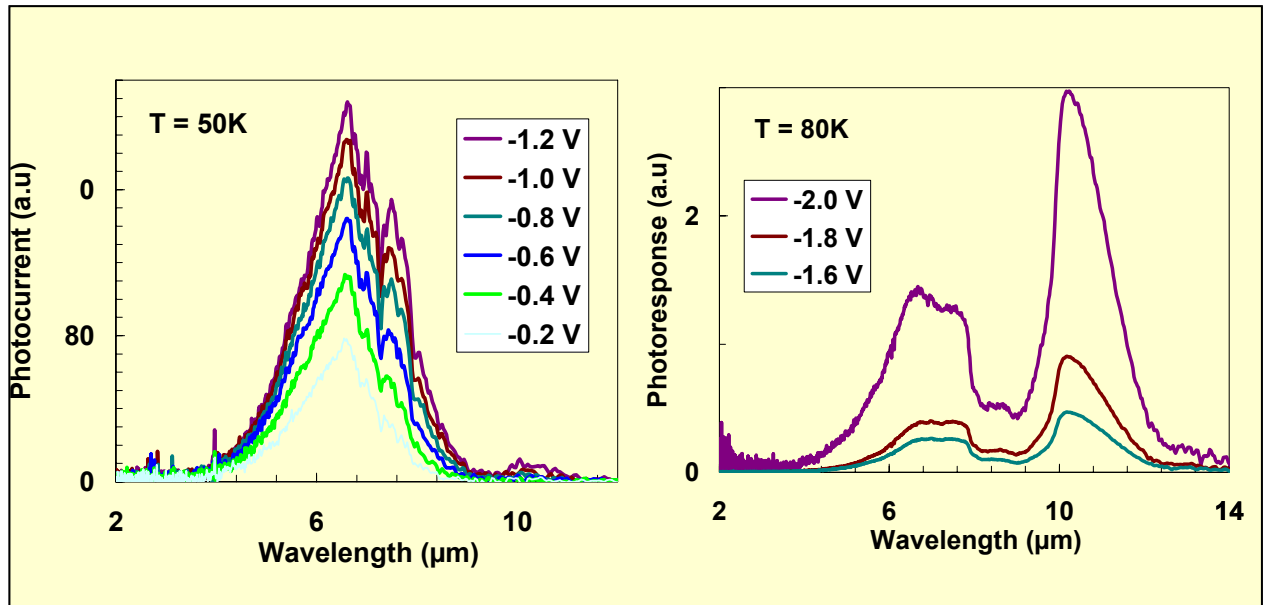 T = 50K
-1.2 V
-1.0 V
-0.8 V
-0.6 V
-0.4 V
-0.2 V
Photocurrent (a.u)
0
80
0
2 6 10
Wavelength (µm)
T = 80K
-2.0 V
-1.8 V
-1.6 V
Photoresponse (a.u)
2
0
2 6 10 14
Wavelength (µm)